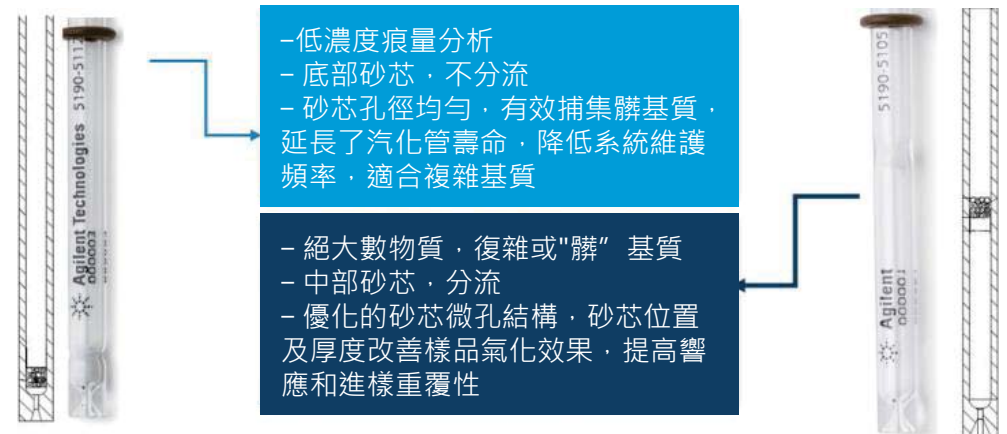 5190-5112
Agilent Technologies
000003
–低濃度痕量分析
– 底部砂芯，不分流
– 砂芯孔徑均勻，有效捕集髒基質，
延長了汽化管壽命，降低系統維護
頻率，適合複雜基質
– 絕大數物質，復雜或"髒” 基質
– 中部砂芯，分流
– 優化的砂芯微孔結構，砂芯位置
及厚度改善樣品氣化效果，提高響
應和進樣重覆性
5190-5105
Agilent
000001